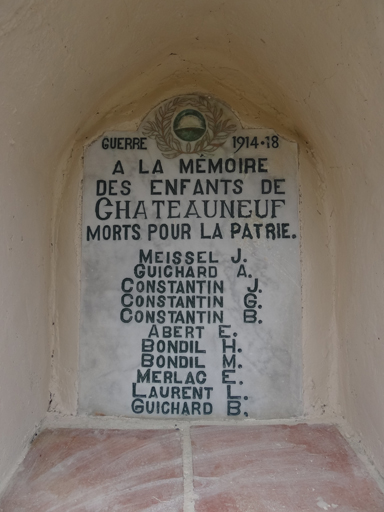 GUERRE 1914·18
A LA MÉMOIRE
DES ENFANTS DE
CHATEAUNEUF
MORTS POUR LA PATRIE.
MEISSEL J.
GUICHARD A.
CONSTANTIN J.
CONSTANTIN G.
CONSTANTIN B.
ABERT E.
BONDIL H.
BONDIL M.
MERLAC E.
LAURENT L.
GUICHARD B.